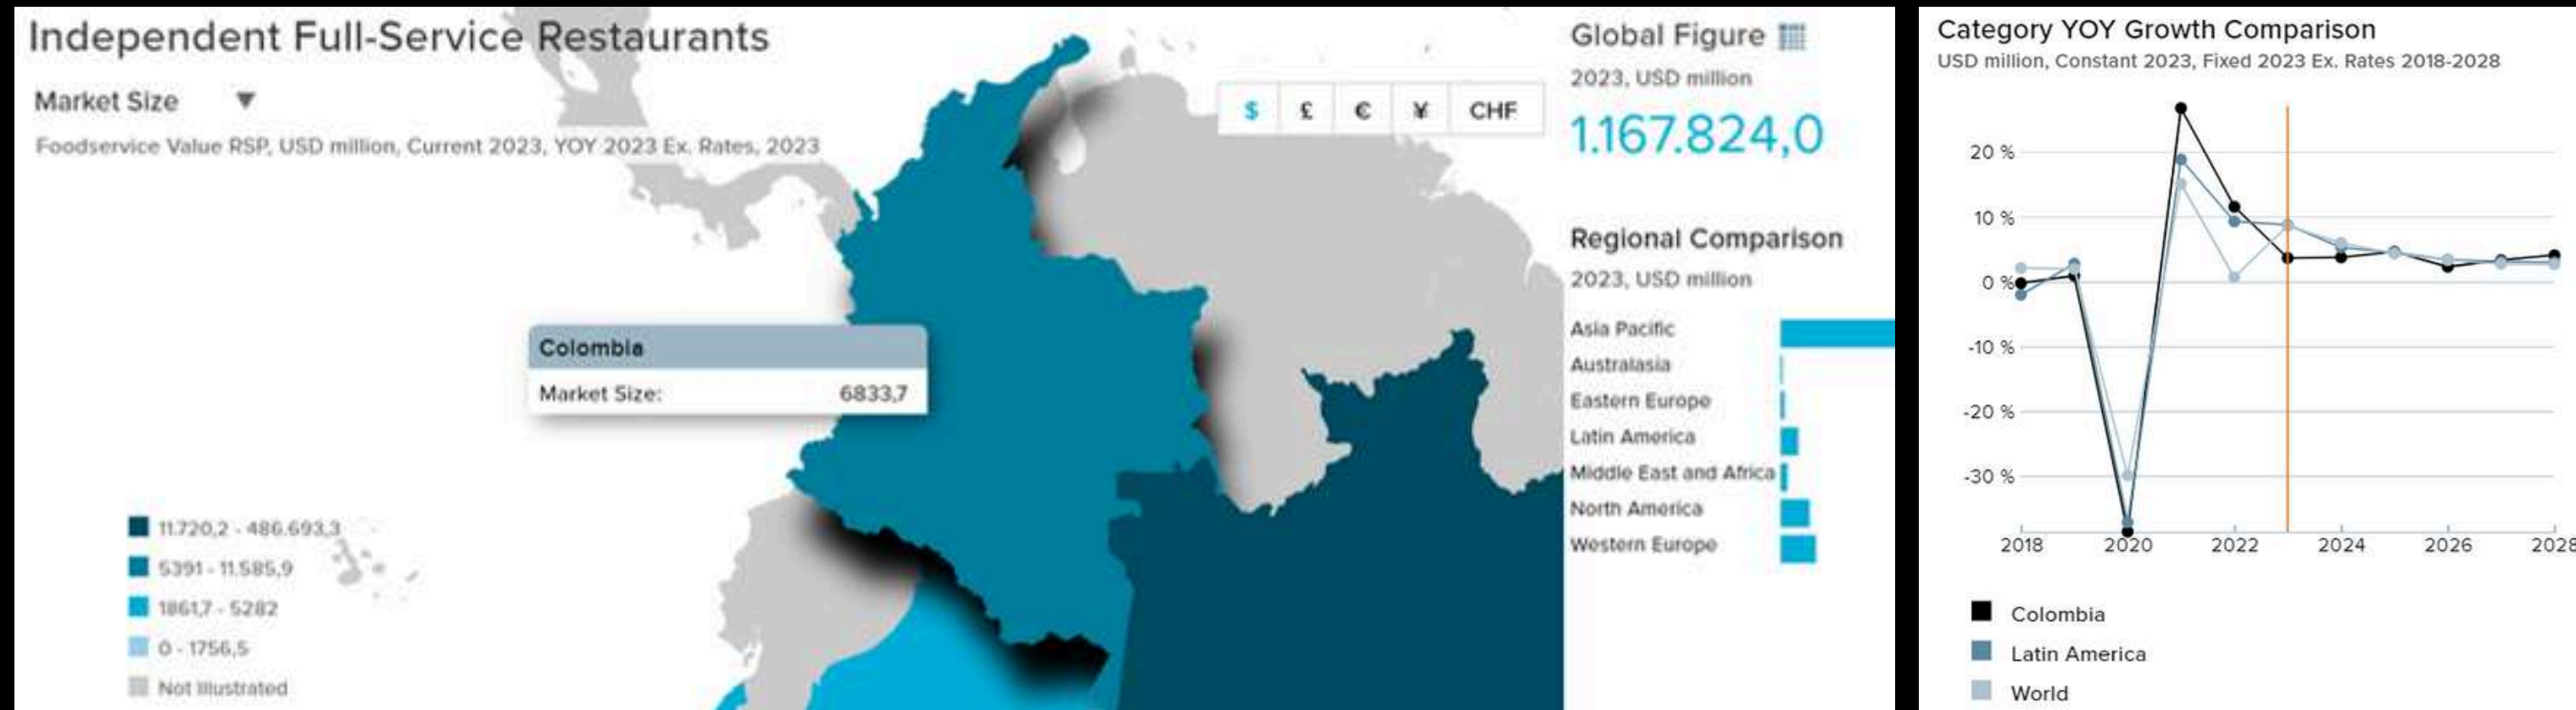 Independent Full-Service Restaurants
Market Size
Foodservice Value RSP, USD million, Current 2023, YOY 2023 Ex. Rates, 2023
$ £ € ¥ CHF
Colombia
Market Size: 6833,7
11.720,2 - 486.693,3
5391 - 11.585,9
1861,7 - 5282
0 - 1756,5
Not Illustrated
Global Figure
2023, USD million
1.167.824,0
Regional Comparison
2023, USD million
Asia Pacific
Australasia
Eastern Europe
Latin America
Middle East and Africa
North America
Western Europe
Category YOY Growth Comparison
USD million, Constant 2023, Fixed 2023 Ex. Rates 2018-2028
20 %
10 %
0 %
-10 %
-20 %
-30 %
2018 2020 2022 2024 2026 2028
Colombia
Latin America
World